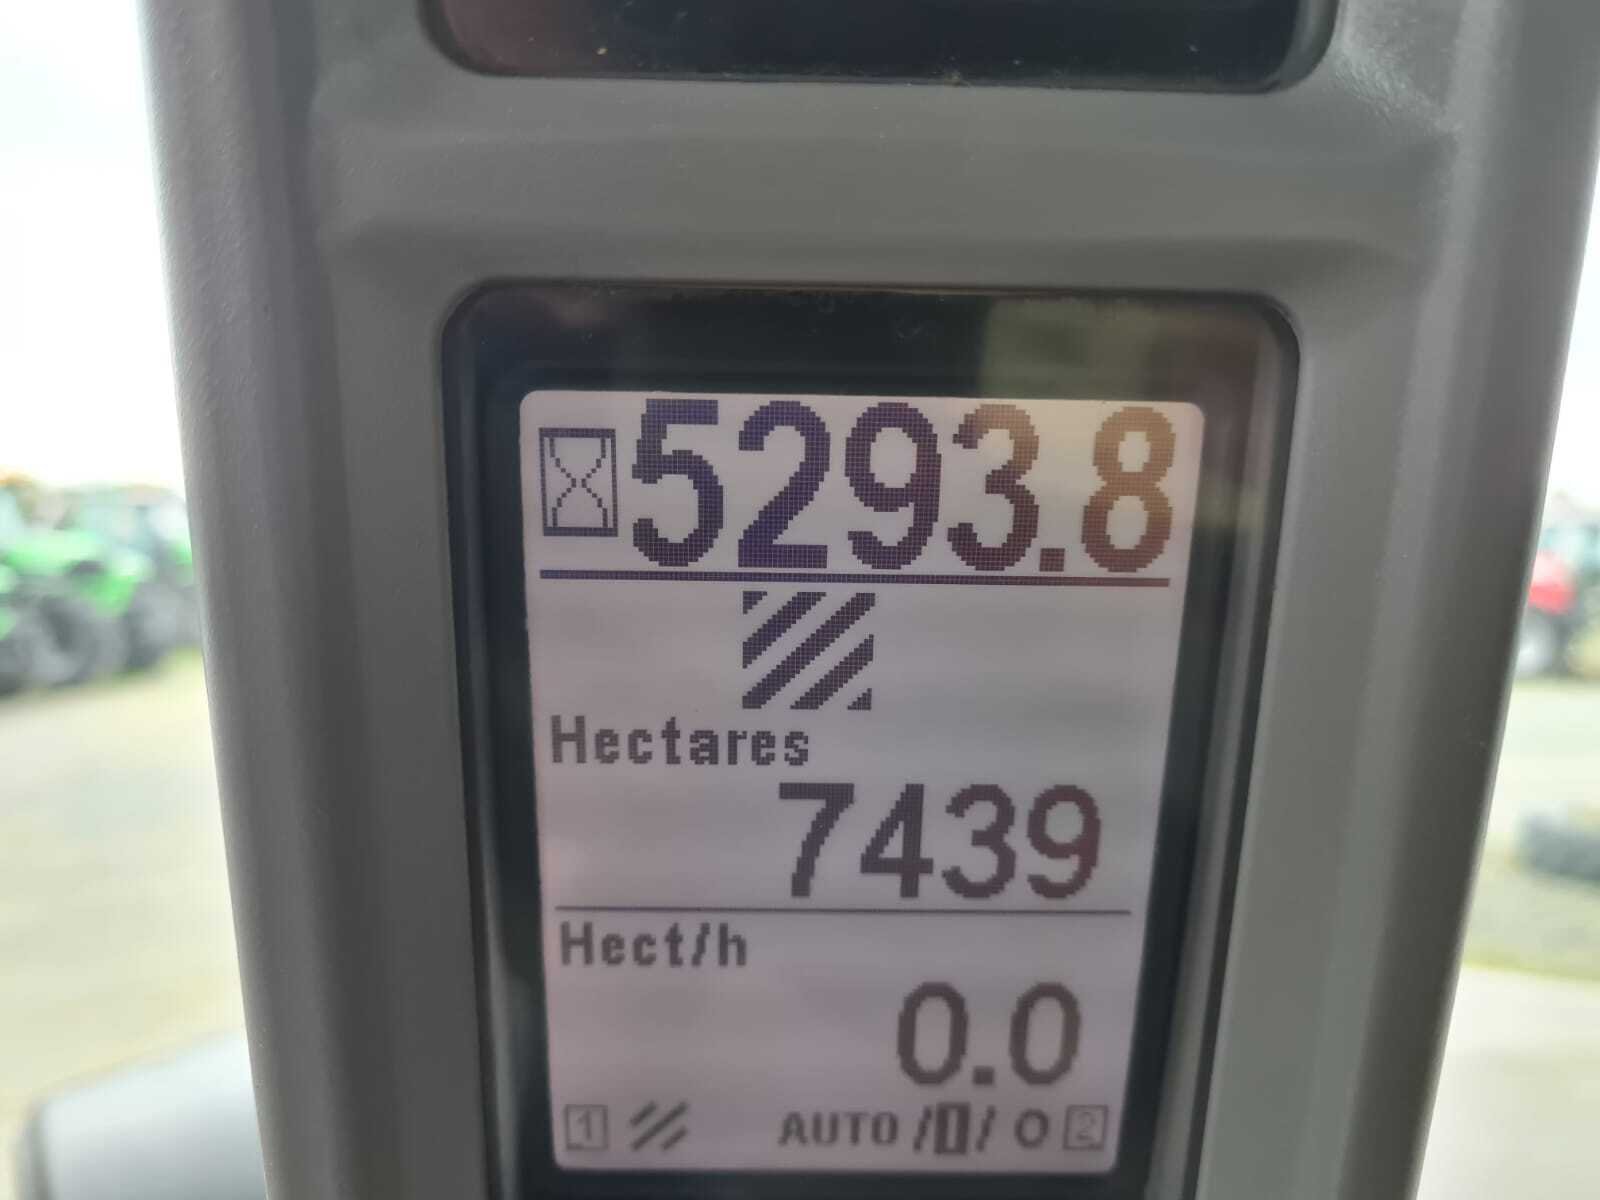 5293.8
Hectares
7439
Hect/h
0.0
1 AUTO /I/ O 2